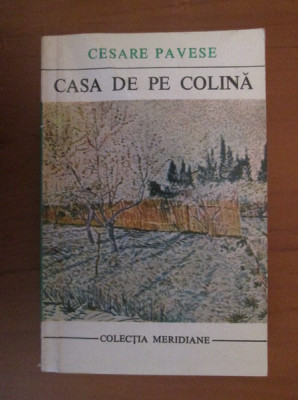 CESARE PAVESE
CASA DE PE COLINĂ
COLECȚIA MERIDIANE